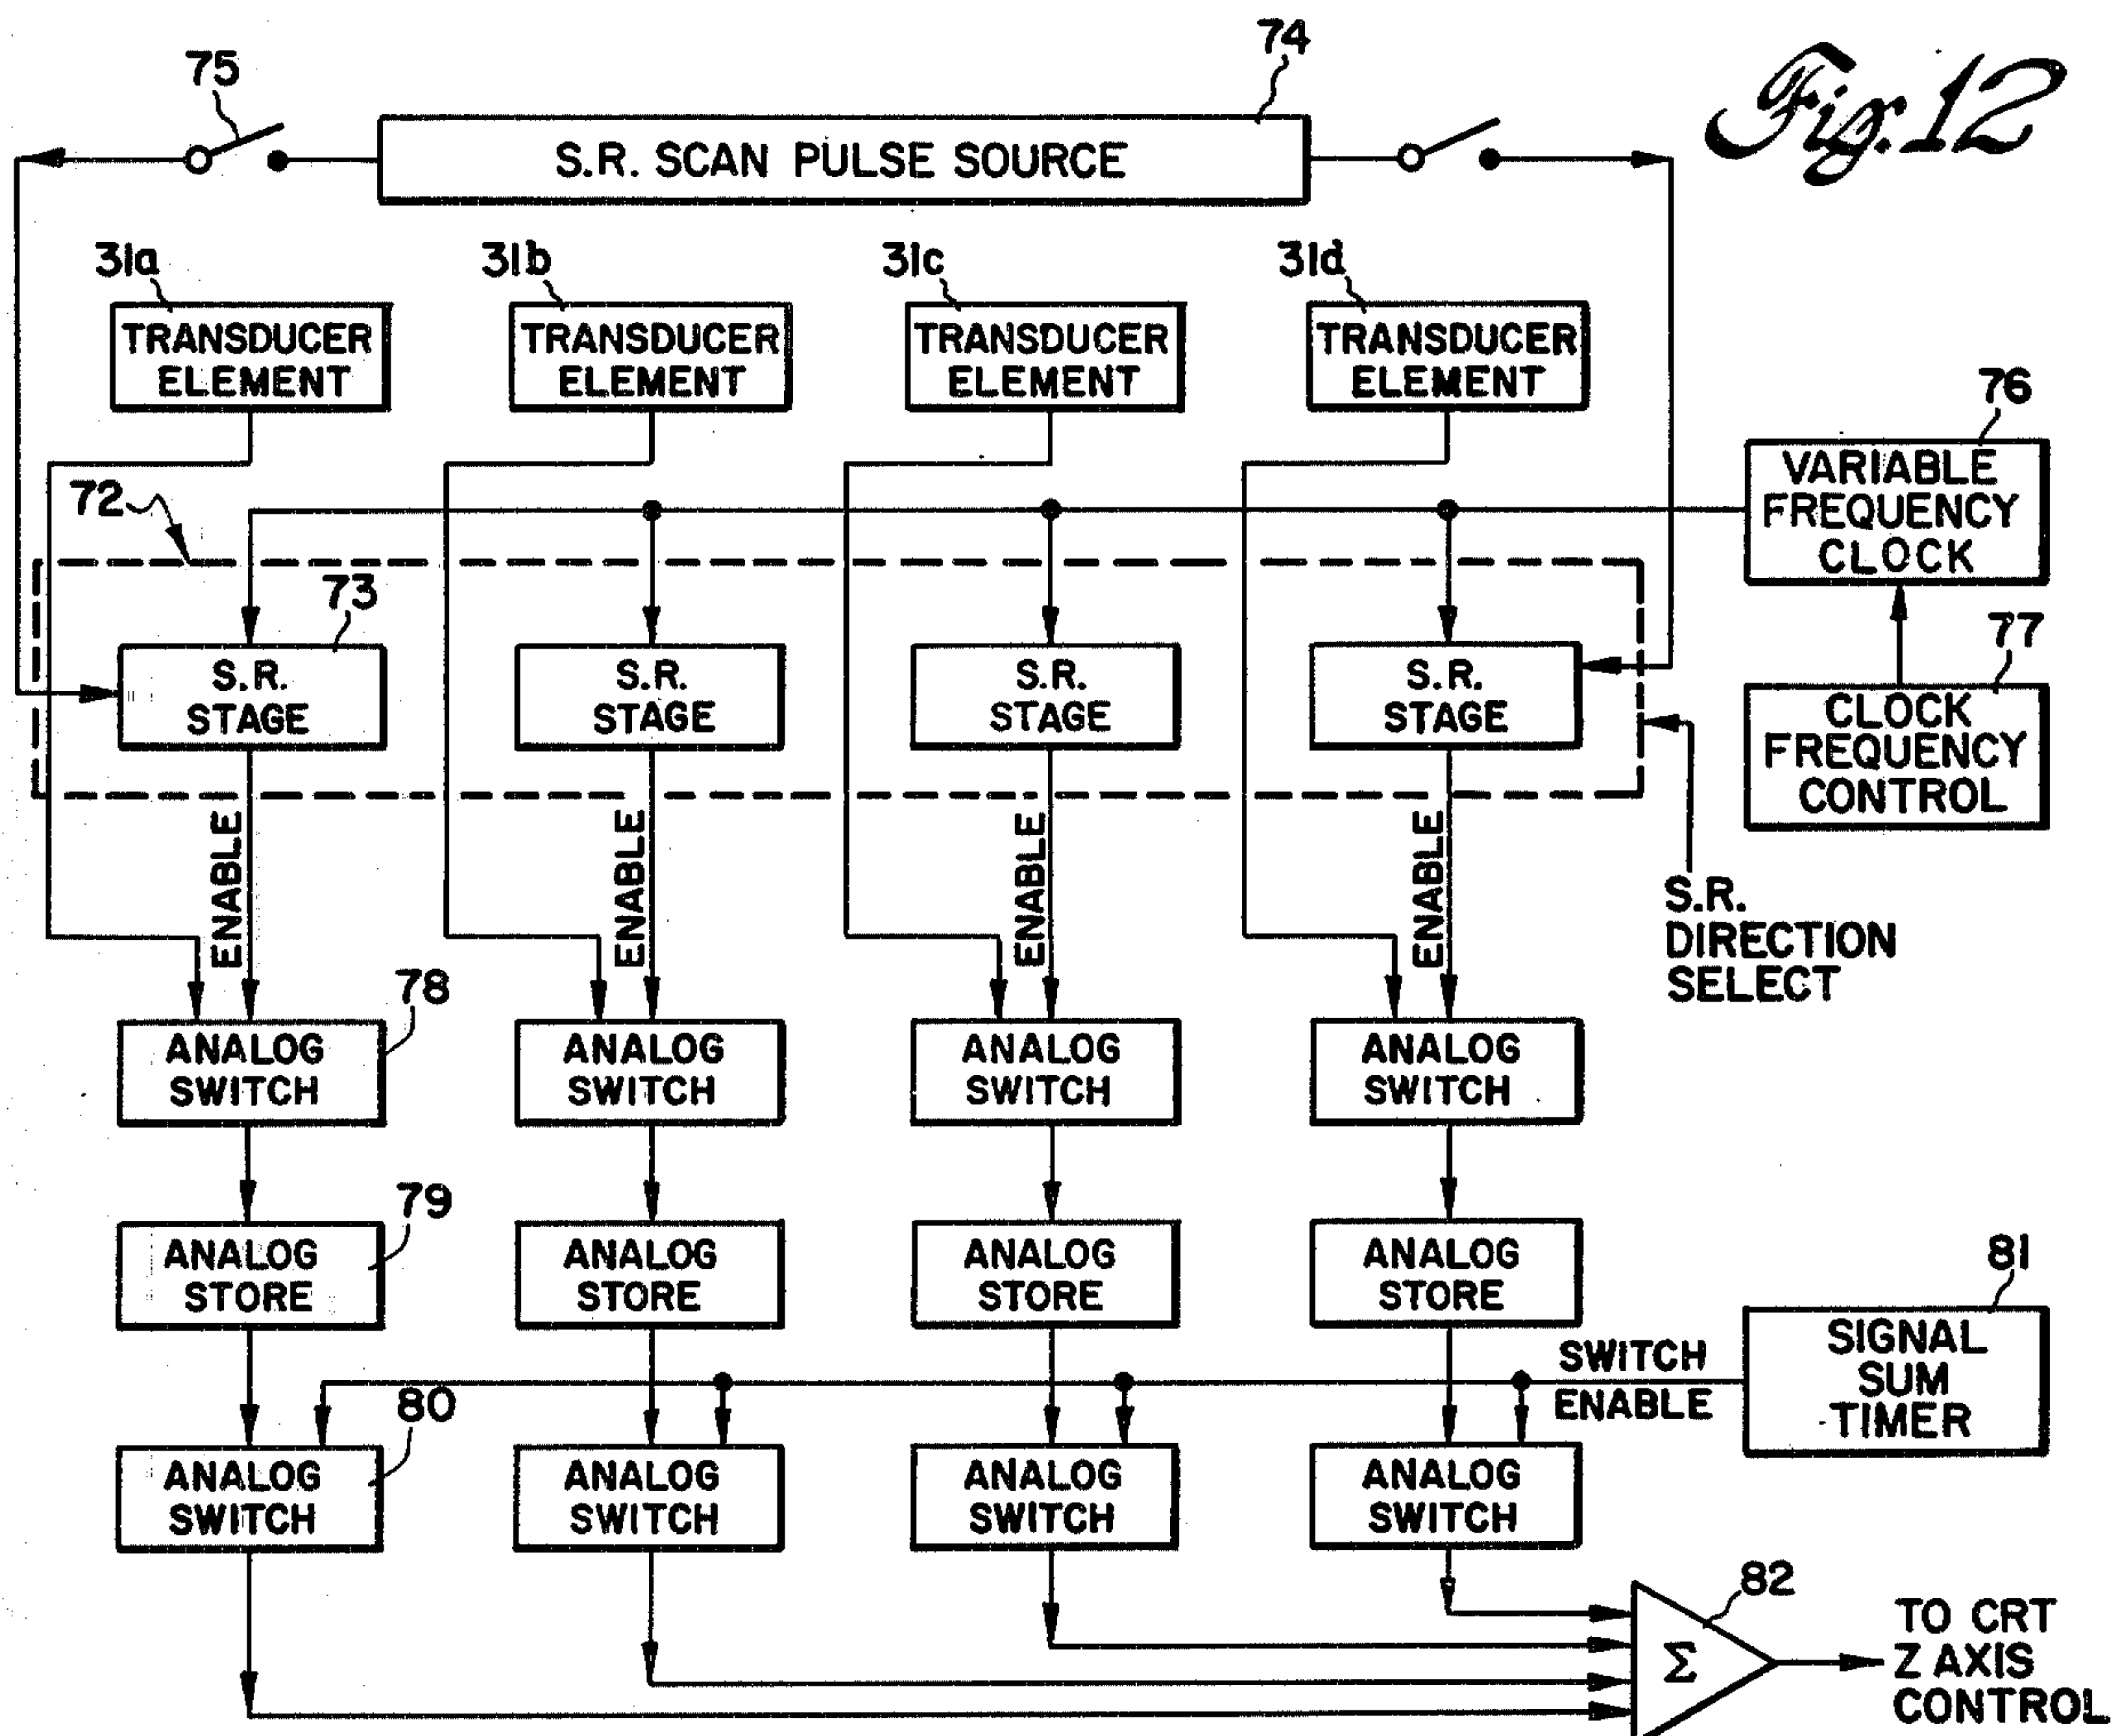 74
75
Fig. 12
S.R. SCAN PULSE SOURCE
31a
31b
31c
31d
TRANSDUCER
ELEMENT
TRANSDUCER
ELEMENT
TRANSDUCER
ELEMENT
TRANSDUCER
ELEMENT
76
VARIABLE
FREQUENCY
CLOCK
72
73
S.R.
STAGE
S.R.
STAGE
S.R.
STAGE
S.R.
STAGE
77
CLOCK
FREQUENCY
CONTROL
ENABLE
ENABLE
ENABLE
ENABLE
S.R.
DIRECTION
SELECT
78
ANALOG
SWITCH
ANALOG
SWITCH
ANALOG
SWITCH
ANALOG
SWITCH
79
ANALOG
STORE
ANALOG
STORE
ANALOG
STORE
ANALOG
STORE
81
SIGNAL
SUM
TIMER
SWITCH
ENABLE
80
ANALOG
SWITCH
ANALOG
SWITCH
ANALOG
SWITCH
ANALOG
SWITCH
82
Σ
TO CRT
Z AXIS
CONTROL